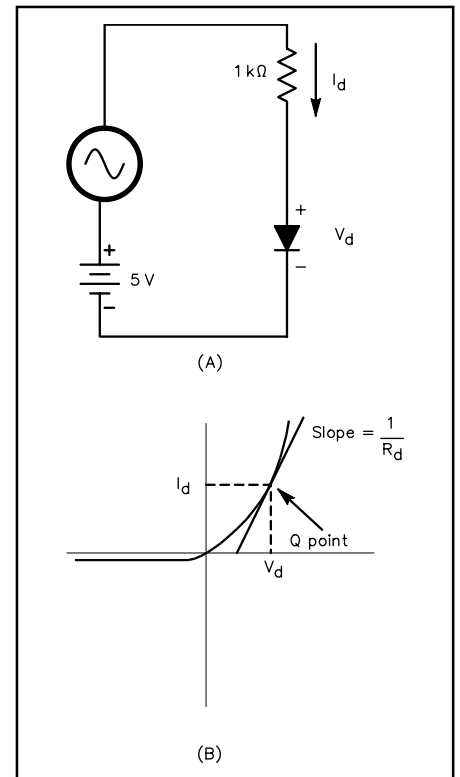 1 kΩ
I_d
+
V_d
−
+
5 V
−
(A)
Slope = 1/R_d
I_d
Q point
V_d
(B)